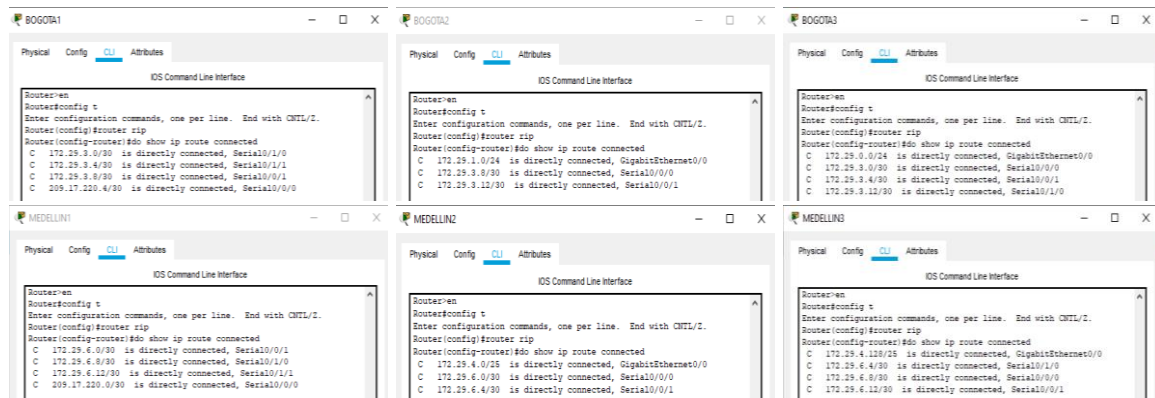 BOGOTA1
Physical Config CLI Attributes
IOS Command Line Interface
Router>en
Router#config t
Enter configuration commands, one per line. End with CNTL/Z.
Router(config)#router rip
Router(config-router)#do show ip route connected
C 172.29.3.0/30 is directly connected, Serial0/1/0
C 172.29.3.4/30 is directly connected, Serial0/1/1
C 172.29.3.8/30 is directly connected, Serial0/0/1
C 209.17.220.4/30 is directly connected, Serial0/0/0
BOGOTA2
Physical Config CLI Attributes
IOS Command Line Interface
Router>en
Router#config t
Enter configuration commands, one per line. End with CNTL/Z.
Router(config)#router rip
Router(config-router)#do show ip route connected
C 172.29.1.0/24 is directly connected, GigabitEthernet0/0
C 172.29.3.8/30 is directly connected, Serial0/0/0
C 172.29.3.12/30 is directly connected, Serial0/0/1
BOGOTA3
Physical Config CLI Attributes
IOS Command Line Interface
Router>en
Router#config t
Enter configuration commands, one per line. End with CNTL/Z.
Router(config)#router rip
Router(config-router)#do show ip route connected
C 172.29.0.0/24 is directly connected, GigabitEthernet0/0
C 172.29.3.0/30 is directly connected, Serial0/0/0
C 172.29.3.4/30 is directly connected, Serial0/0/1
C 172.29.3.12/30 is directly connected, Serial0/1/0
MEDELLIN1
Physical Config CLI Attributes
IOS Command Line Interface
Router>en
Router#config t
Enter configuration commands, one per line. End with CNTL/Z.
Router(config)#router rip
Router(config-router)#do show ip route connected
C 172.29.6.0/30 is directly connected, Serial0/0/1
C 172.29.6.8/30 is directly connected, Serial0/1/0
C 172.29.6.12/30 is directly connected, Serial0/1/1
C 209.17.220.0/30 is directly connected, Serial0/0/0
MEDELLIN2
Physical Config CLI Attributes
IOS Command Line Interface
Router>en
Router#config t
Enter configuration commands, one per line. End with CNTL/Z.
Router(config)#router rip
Router(config-router)#do show ip route connected
C 172.29.4.0/25 is directly connected, GigabitEthernet0/0
C 172.29.6.0/30 is directly connected, Serial0/0/0
C 172.29.6.4/30 is directly connected, Serial0/0/1
MEDELLIN3
Physical Config CLI Attributes
IOS Command Line Interface
Router>en
Router#config t
Enter configuration commands, one per line. End with CNTL/Z.
Router(config)#router rip
Router(config-router)#do show ip route connected
C 172.29.4.128/25 is directly connected, GigabitEthernet0/0
C 172.29.6.4/30 is directly connected, Serial0/1/0
C 172.29.6.8/30 is directly connected, Serial0/0/0
C 172.29.6.12/30 is directly connected, Serial0/0/1